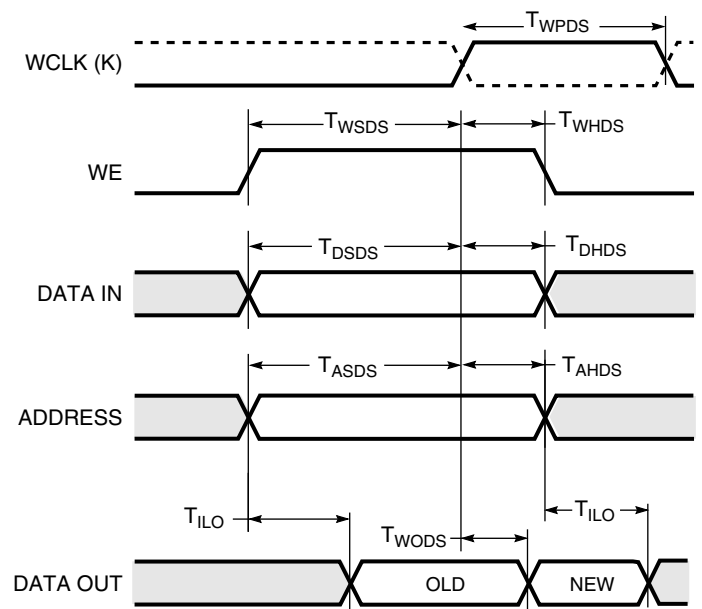 T_WPDS
WCLK (K)
T_WSDS T_WHDS
WE
T_DSDS T_DHDS
DATA IN
T_ASDS T_AHDS
ADDRESS
T_ILO T_ILO
T_WODS
DATA OUT OLD NEW